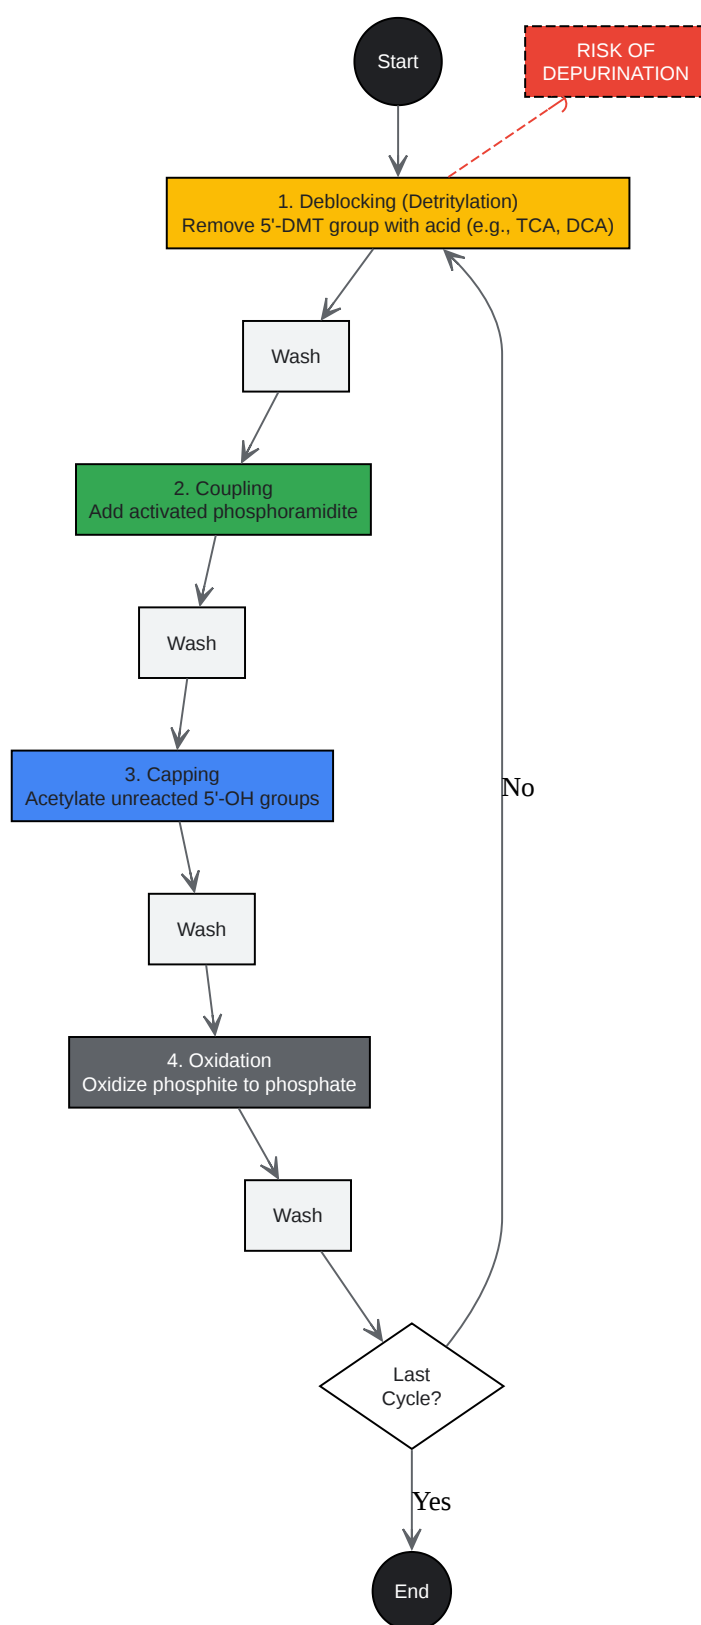 Start
RISK OF
DEPURINATION
1. Deblocking (Detritylation)
Remove 5'-DMT group with acid (e.g., TCA, DCA)
Wash
2. Coupling
Add activated phosphoramidite
Wash
3. Capping
Acetylate unreacted 5'-OH groups
No
Wash
4. Oxidation
Oxidize phosphite to phosphate
Wash
Last
Cycle?
Yes
End